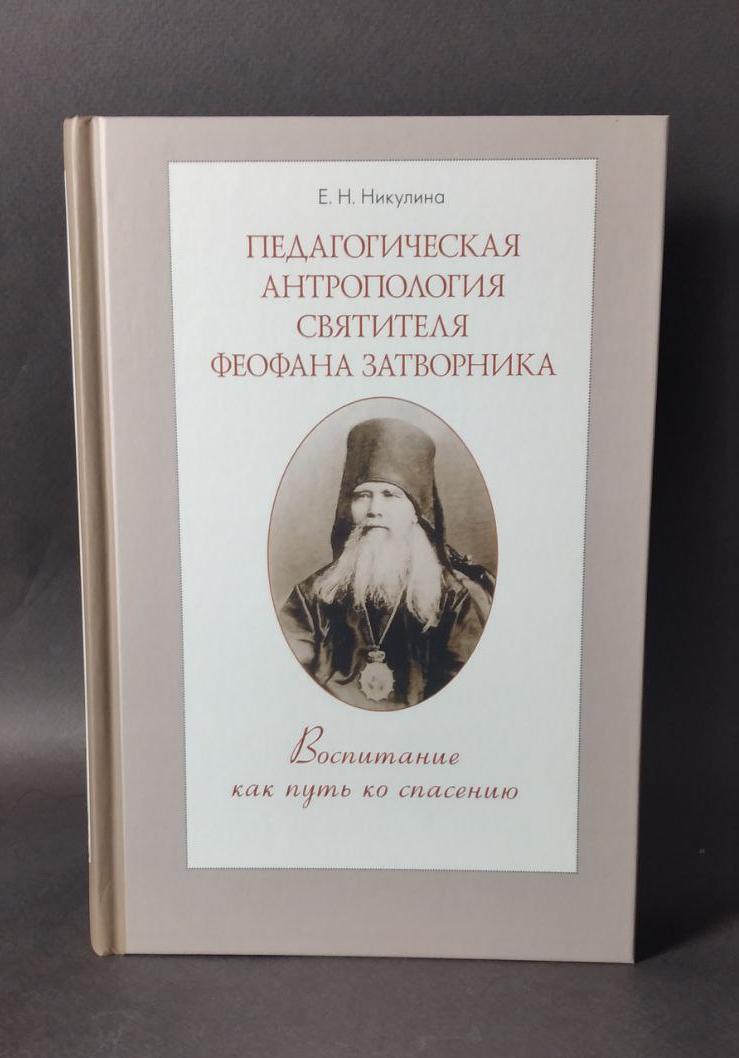 Е. Н. Никулина
ПЕДАГОГИЧЕСКАЯ
АНТРОПОЛОГИЯ
СВЯТИТЕЛЯ
ФЕОФАНА ЗАТВОРНИКА
Воспитание
как путь ко спасению